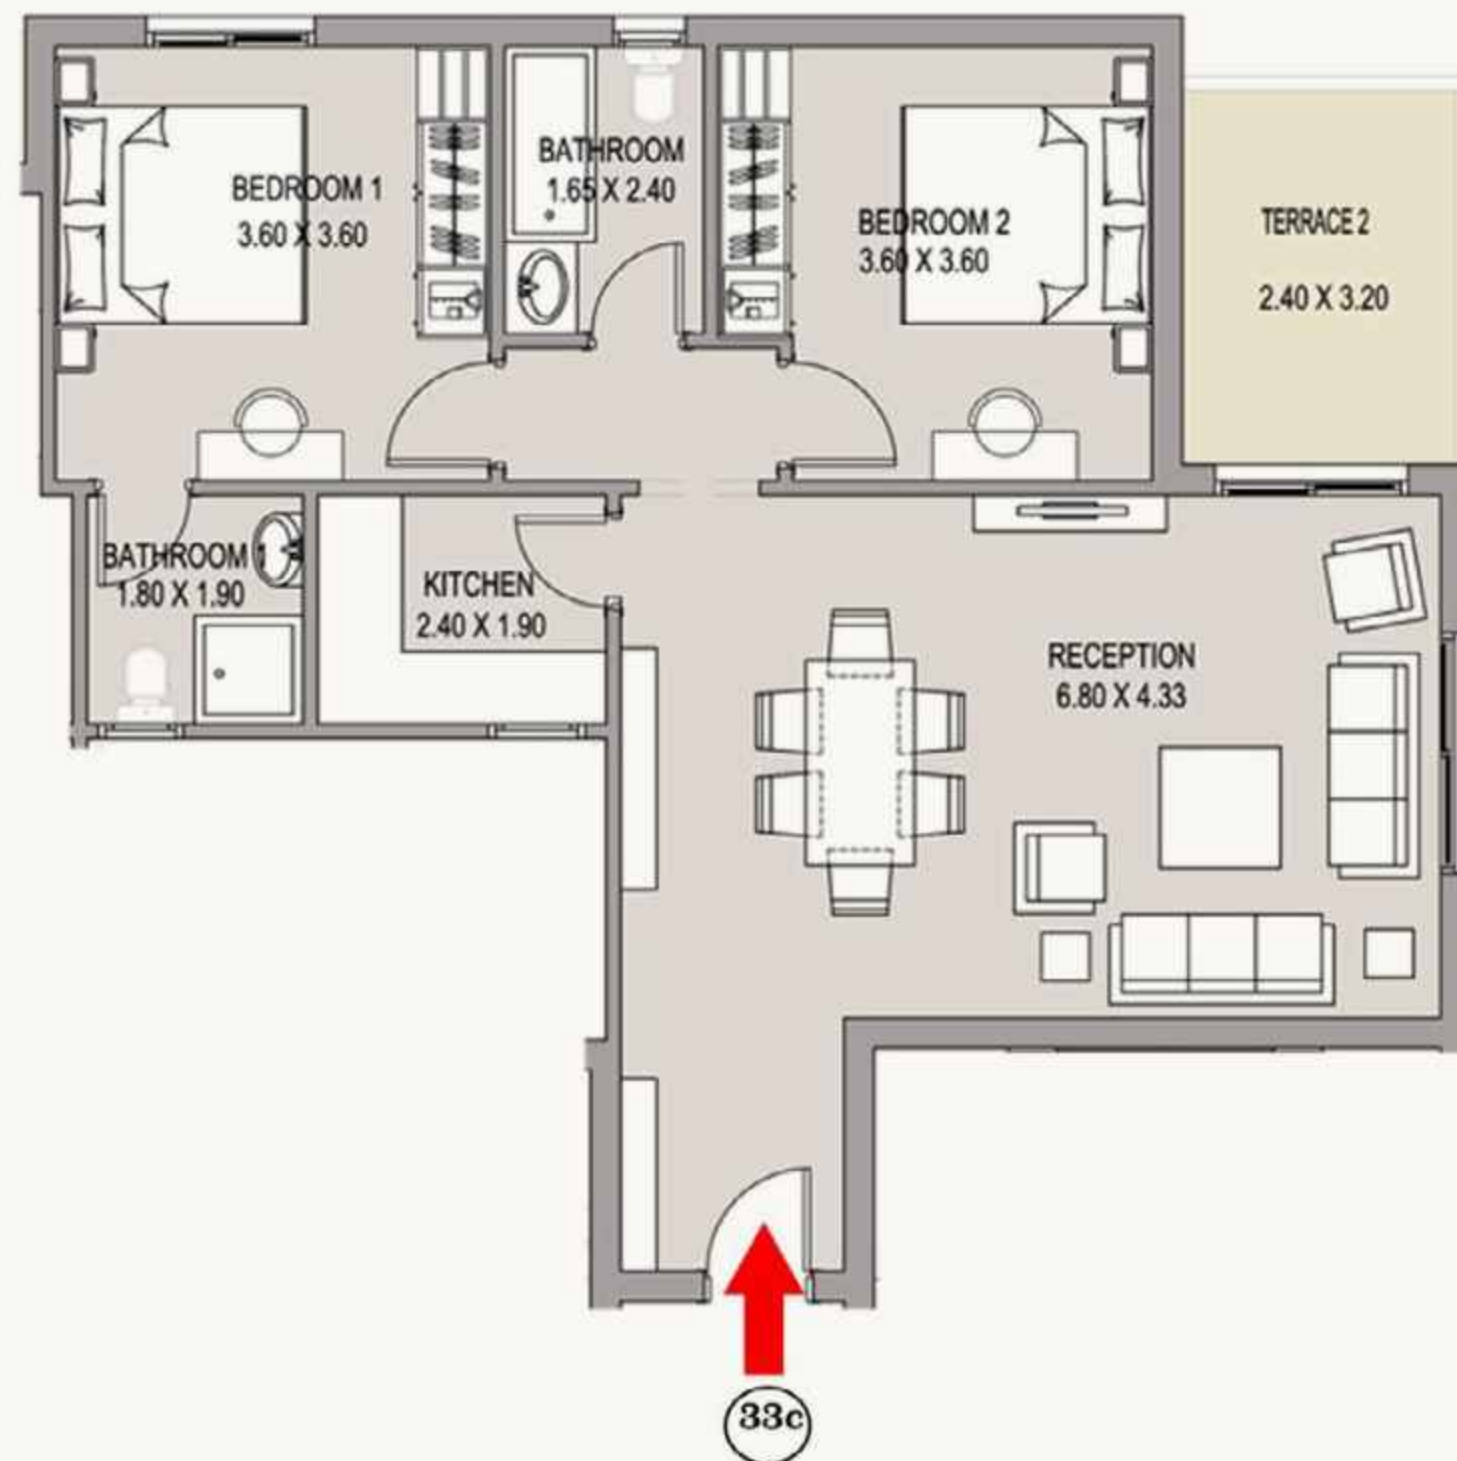 BATHROOM
1.65 X 2.40
BEDROOM 1
3.60 X 3.60
BEDROOM 2
3.60 X 3.60
TERRACE 2
2.40 X 3.20
BATHROOM 1
1.80 X 1.90
KITCHEN
2.40 X 1.90
RECEPTION
6.80 X 4.33
33c